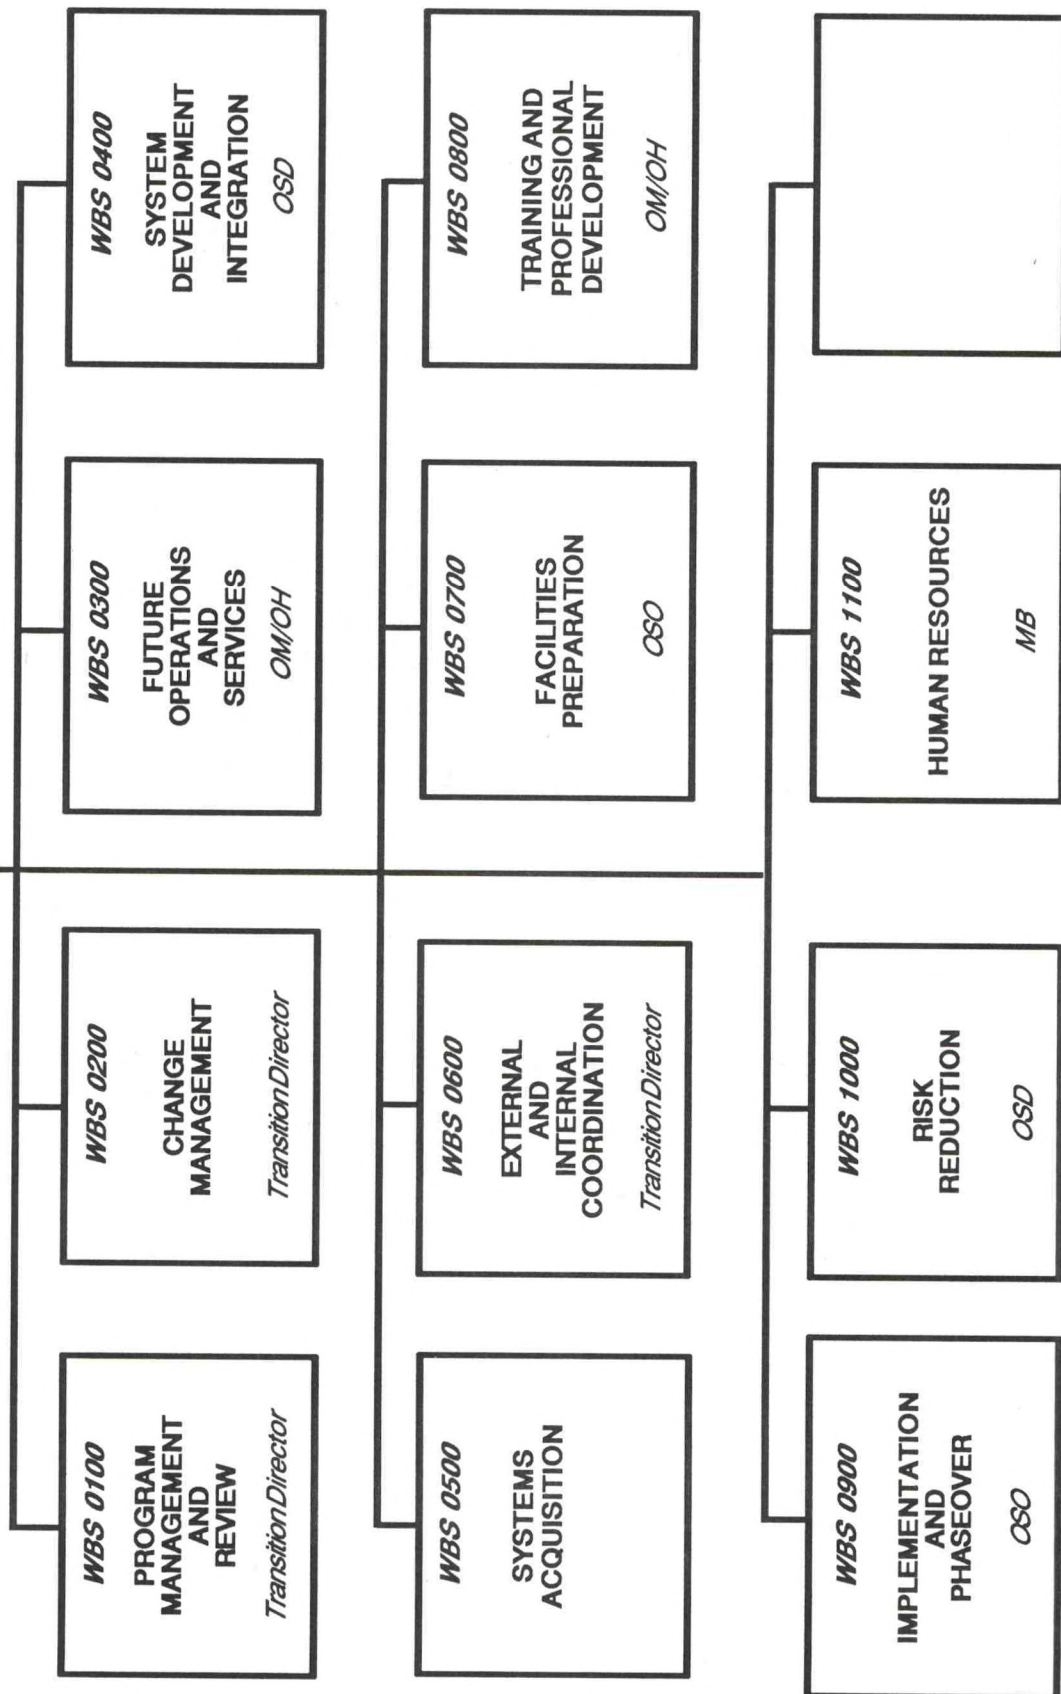 WBS 0100
PROGRAM
MANAGEMENT
AND
REVIEW
Transition Director
WBS 0200
CHANGE
MANAGEMENT
Transition Director
WBS 0300
FUTURE
OPERATIONS
AND
SERVICES
OM/OH
WBS 0400
SYSTEM
DEVELOPMENT
AND
INTEGRATION
OSD
WBS 0500
SYSTEMS
ACQUISITION
WBS 0600
EXTERNAL
AND
INTERNAL
COORDINATION
Transition Director
WBS 0700
FACILITIES
PREPARATION
OSO
WBS 0800
TRAINING AND
PROFESSIONAL
DEVELOPMENT
OM/OH
WBS 0900
IMPLEMENTATION
AND
PHASEOVER
OSO
WBS 1000
RISK
REDUCTION
OSD
WBS 1100
HUMAN RESOURCES
MB